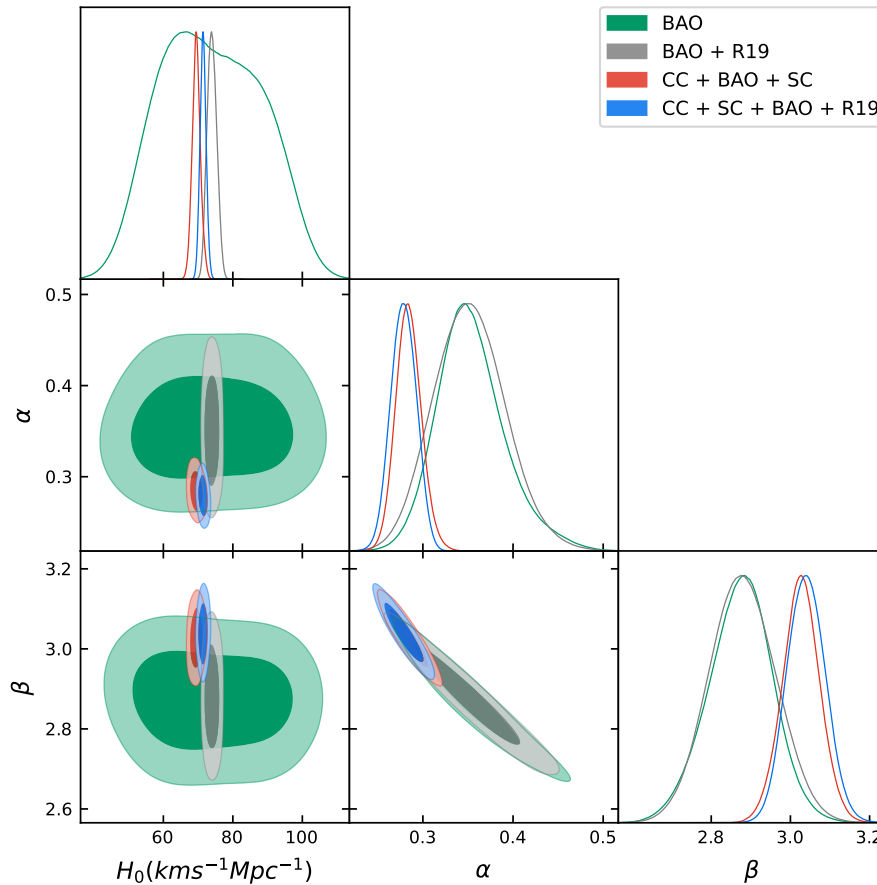 BAO
BAO + R19
CC + BAO + SC
CC + SC + BAO + R19
0.5
0.4
0.3
α
3.2
3.0
2.8
2.6
β
60 80 100
0.3 0.4 0.5
2.8 3.0 3.2
H₀(kms⁻¹Mpc⁻¹)
α
β